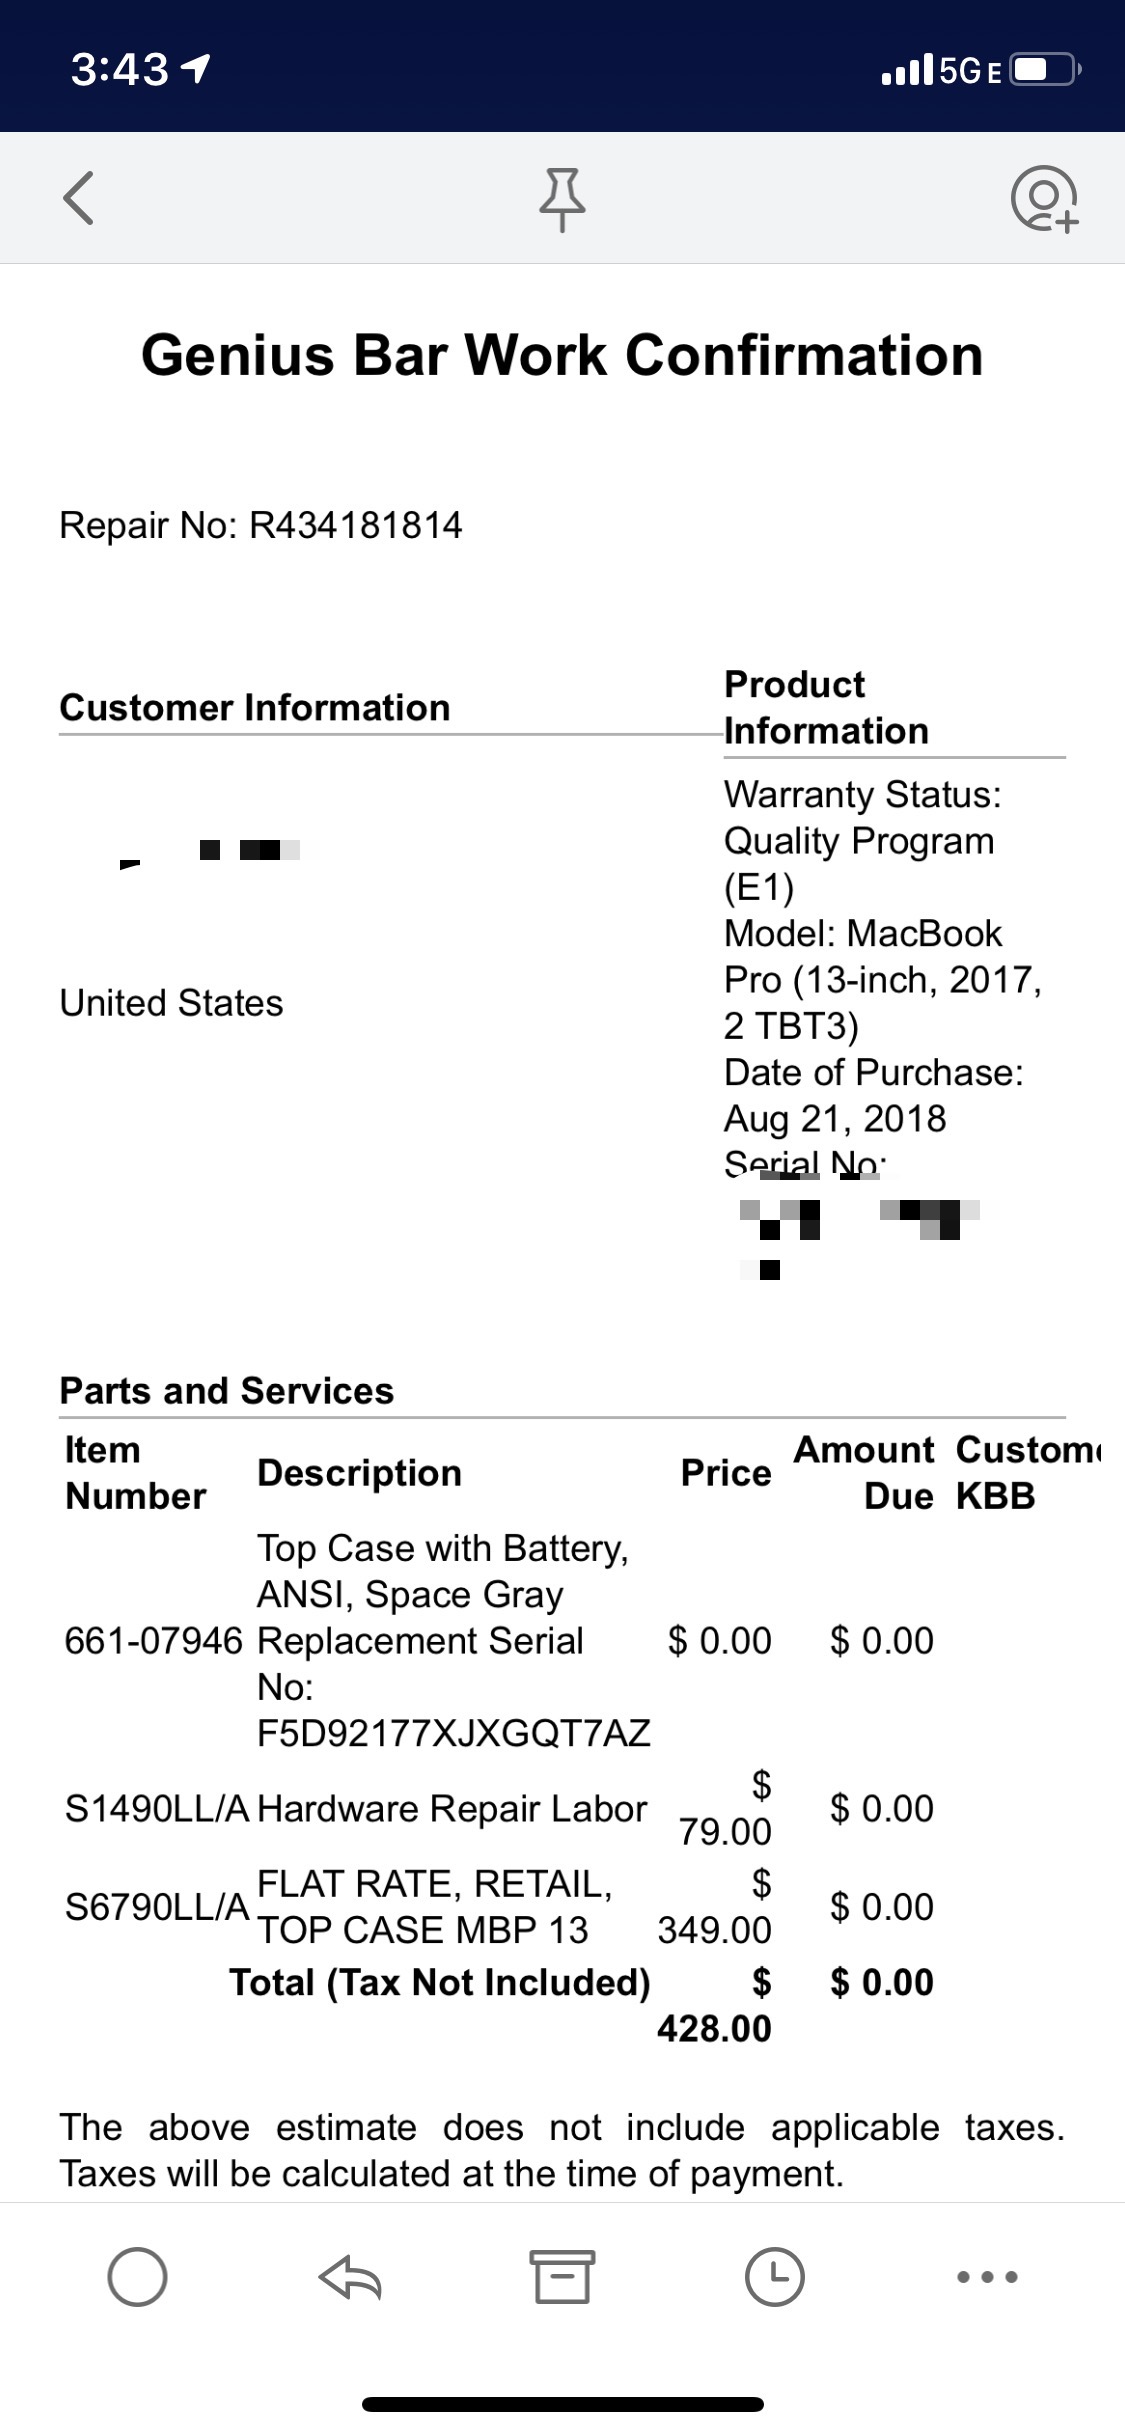 3:43
5GE
Genius Bar Work Confirmation
Repair No: R434181814
Customer Information
United States
Product
Information
Warranty Status:
Quality Program
(E1)
Model: MacBook
Pro (13-inch, 2017,
2 TBT3)
Date of Purchase:
Aug 21, 2018
Serial No:
Parts and Services
Item Number Description Price Amount Due Custome KBB
661-07946 Top Case with Battery, ANSI, Space Gray Replacement Serial No: F5D92177XJXGQT7AZ $ 0.00 $ 0.00
S1490LL/A Hardware Repair Labor $ 79.00 $ 0.00
S6790LL/A FLAT RATE, RETAIL, TOP CASE MBP 13 $ 349.00 $ 0.00
Total (Tax Not Included) $ 428.00 $ 0.00
The above estimate does not include applicable taxes.
Taxes will be calculated at the time of payment.